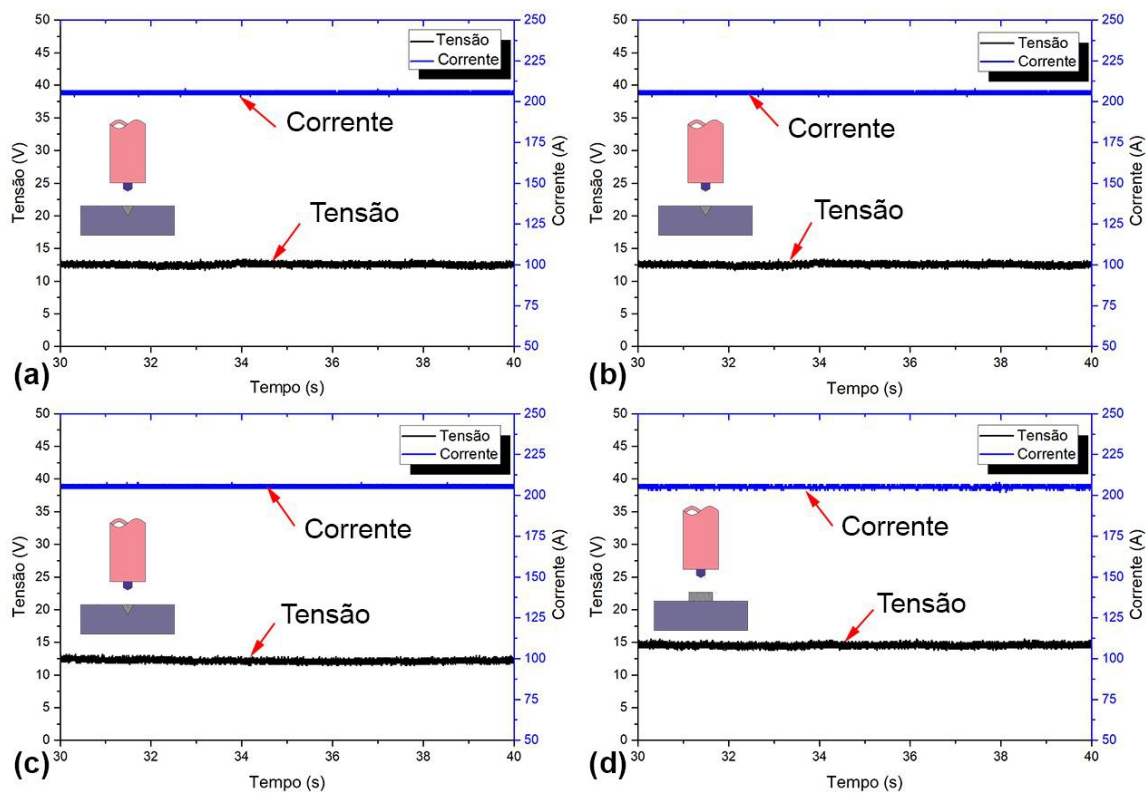 50
45
40
35
30
25
20
15
10
5
0
Tensão (V)
Tensão
Corrente
Corrente
Tensão
250
225
200
175
150
125
100
75
50
Corrente (A)
30 32 34 36 38 40
Tempo (s)
(a)
50
45
40
35
30
25
20
15
10
5
0
Tensão (V)
Tensão
Corrente
Corrente
Tensão
250
225
200
175
150
125
100
75
50
Corrente (A)
30 32 34 36 38 40
Tempo (s)
(b)
50
45
40
35
30
25
20
15
10
5
0
Tensão (V)
Tensão
Corrente
Corrente
Tensão
250
225
200
175
150
125
100
75
50
Corrente (A)
30 32 34 36 38 40
Tempo (s)
(c)
50
45
40
35
30
25
20
15
10
5
0
Tensão (V)
Tensão
Corrente
Corrente
Tensão
250
225
200
175
150
125
100
75
50
Corrente (A)
30 32 34 36 38 40
Tempo (s)
(d)